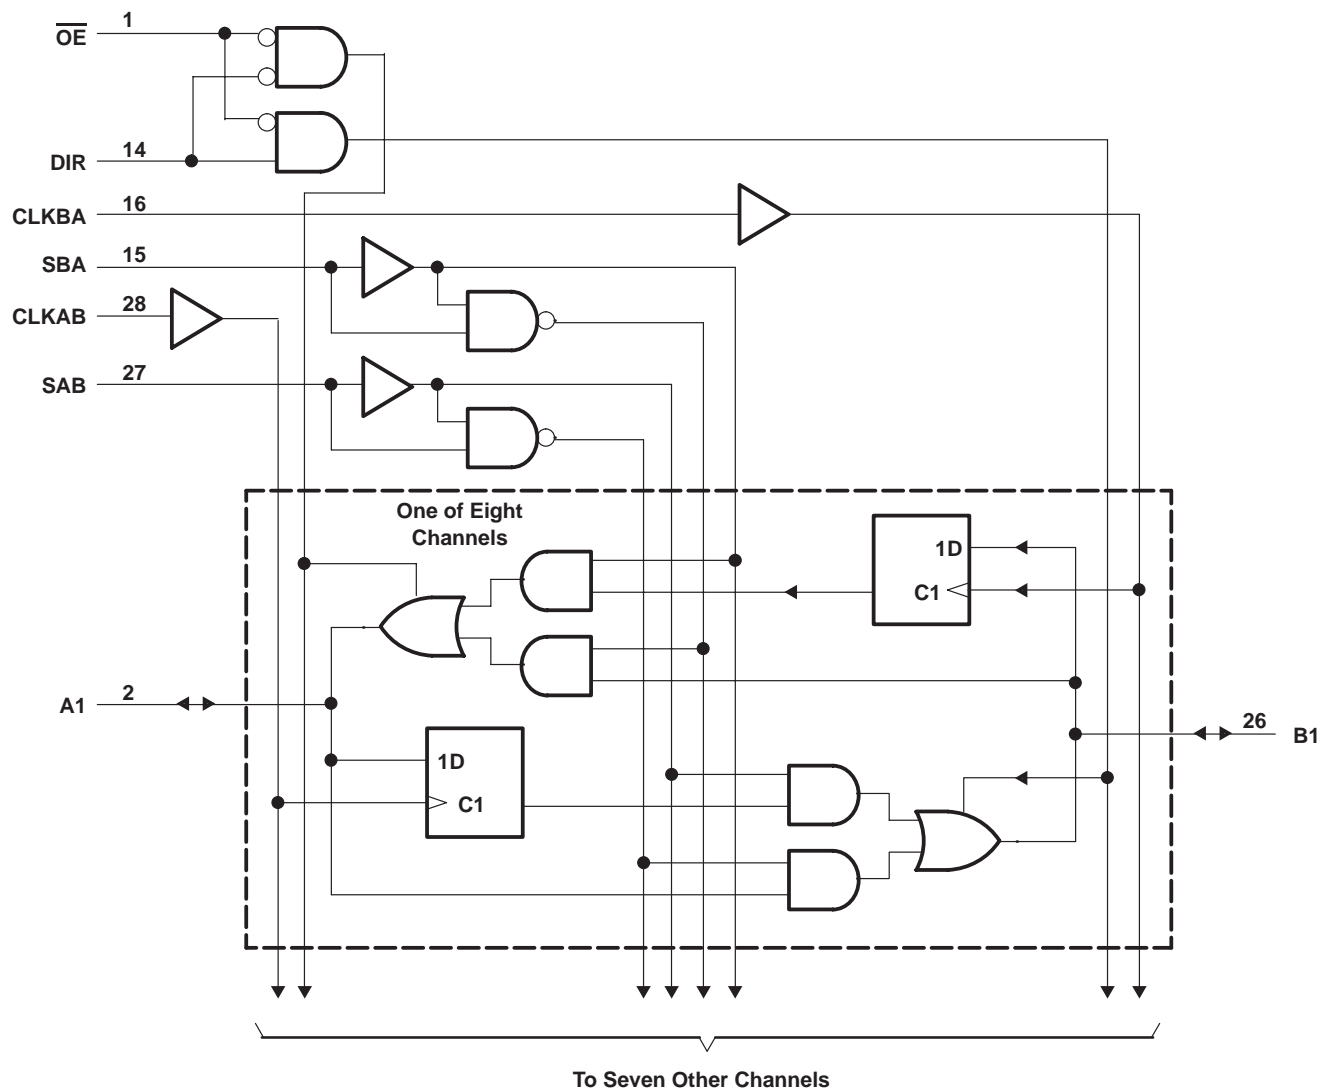 OE 1
DIR 14
CLKBA 16
SBA 15
CLKAB 28
SAB 27
One of Eight
Channels
1D
C1
A1 2
1D
C1
26 B1
To Seven Other Channels